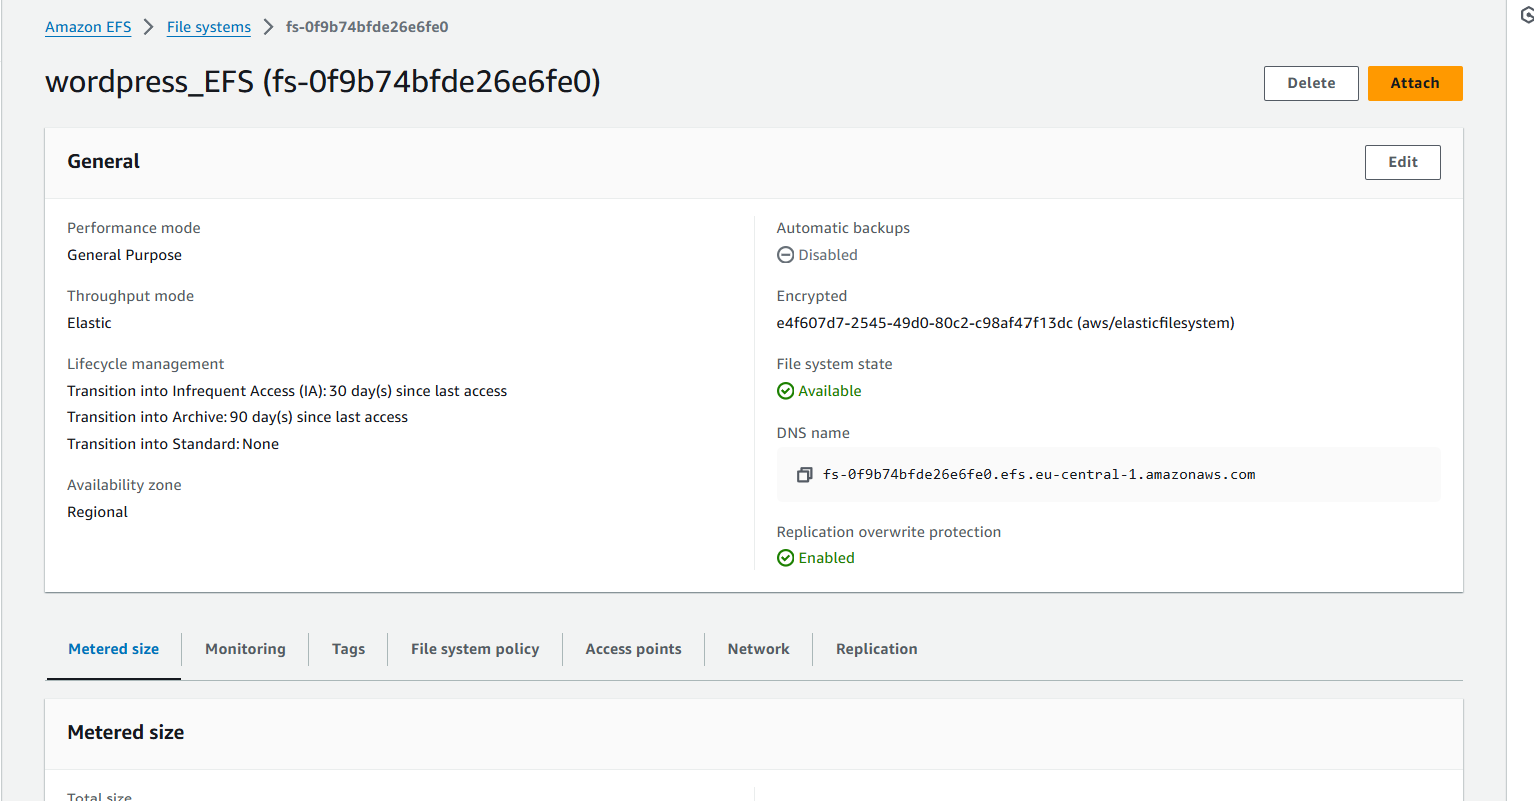 Amazon EFS > File systems > fs-0f9b74bfde26e6fe0
wordpress_EFS (fs-0f9b74bfde26e6fe0)
Delete
Attach
General
Edit
Performance mode
General Purpose
Throughput mode
Elastic
Lifecycle management
Transition into Infrequent Access (IA): 30 day(s) since last access
Transition into Archive: 90 day(s) since last access
Transition into Standard: None
Availability zone
Regional
Automatic backups
Disabled
Encrypted
e4f607d7-2545-49d0-80c2-c98af47f13dc (aws/elasticfilesystem)
File system state
Available
DNS name
fs-0f9b74bfde26e6fe0.efs.eu-central-1.amazonaws.com
Replication overwrite protection
Enabled
Metered size
Monitoring
Tags
File system policy
Access points
Network
Replication
Metered size
Total size